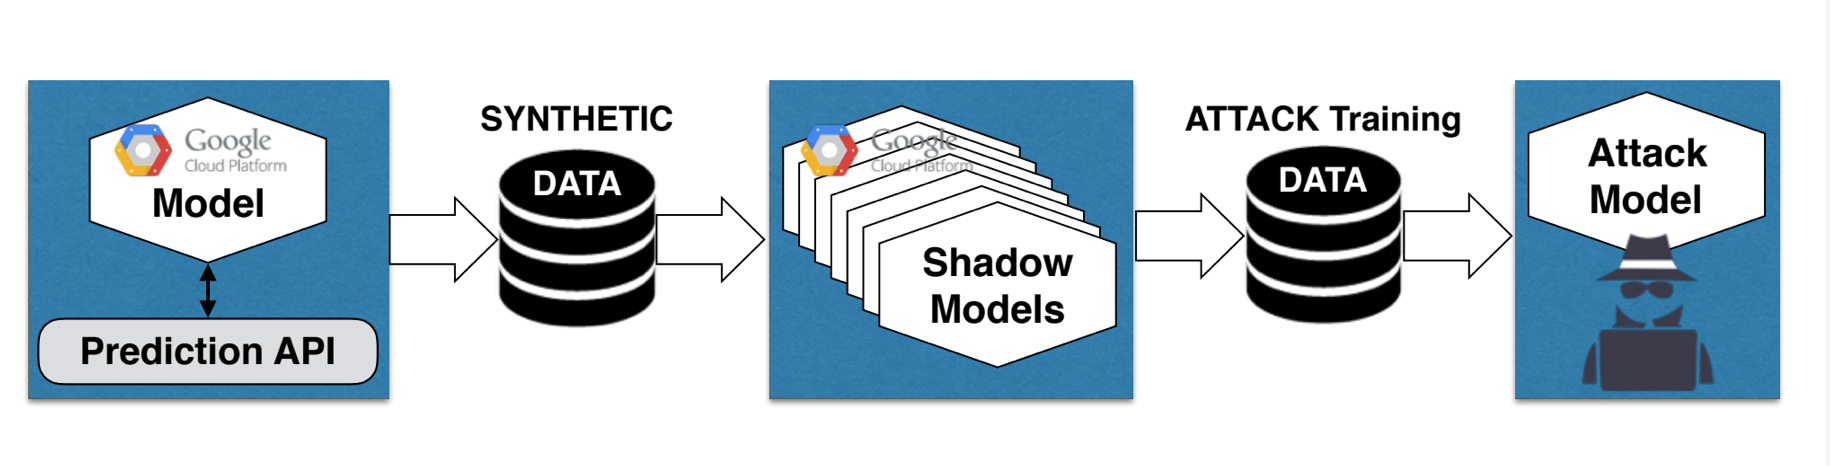 Google
Cloud Platform
Model
Prediction API
SYNTHETIC
DATA
Google
Cloud Platform
Shadow
Models
ATTACK Training
DATA
Attack
Model